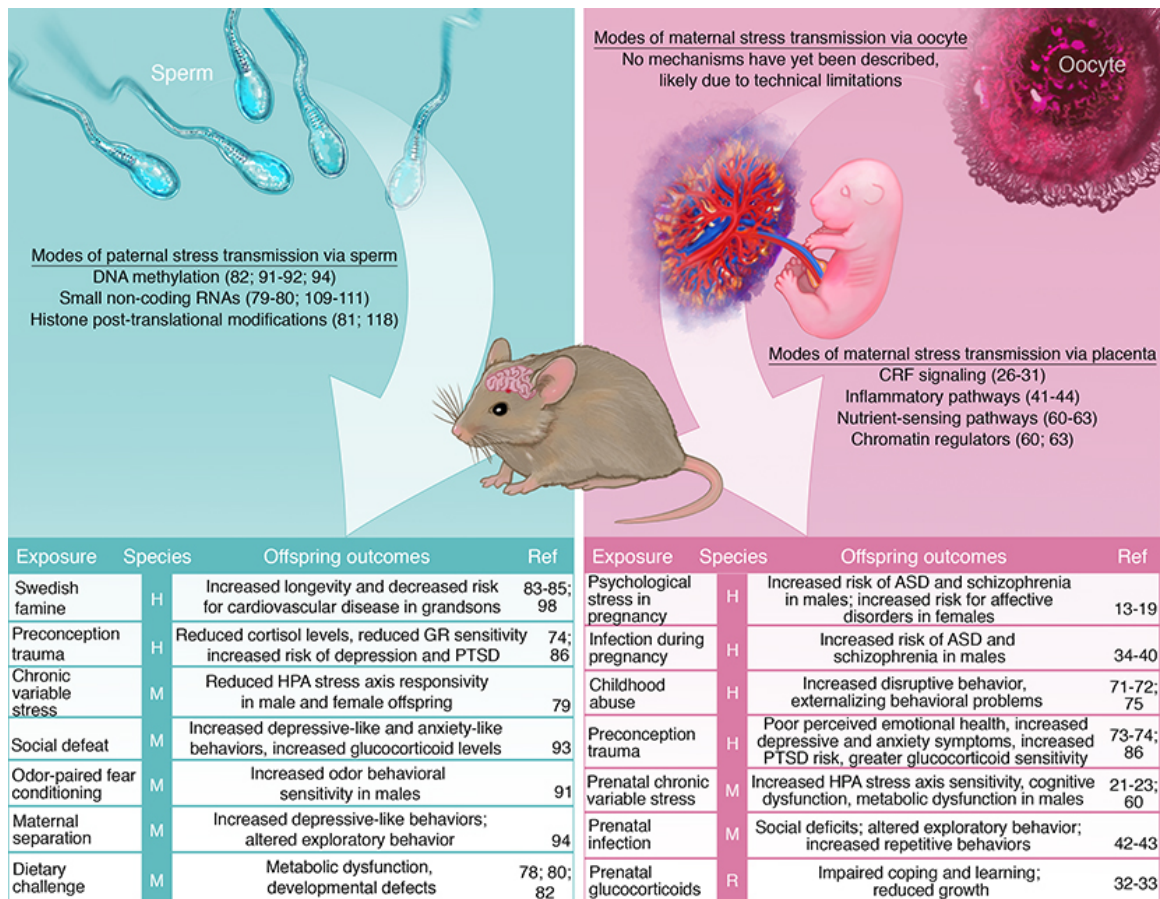 Sperm
Modes of paternal stress transmission via sperm
DNA methylation (82; 91-92; 94)
Small non-coding RNAs (79-80; 109-111)
Histone post-translational modifications (81; 118)
Modes of maternal stress transmission via oocyte
No mechanisms have yet been described,
likely due to technical limitations
Oocyte
Modes of maternal stress transmission via placenta
CRF signaling (26-31)
Inflammatory pathways (41-44)
Nutrient-sensing pathways (60-63)
Chromatin regulators (60; 63)
Exposure Species Offspring outcomes Ref
Swedish
famine
H
Increased longevity and decreased risk
for cardiovascular disease in grandsons
83-85;
98
Preconception
trauma
H
Reduced cortisol levels, reduced GR sensitivity
increased risk of depression and PTSD
74;
86
Chronic
variable
stress
M
Reduced HPA stress axis responsivity
in male and female offspring
79
Social defeat
M
Increased depressive-like and anxiety-like
behaviors, increased glucocorticoid levels
93
Odor-paired fear
conditioning
M
Increased odor behavioral
sensitivity in males
91
Maternal
separation
M
Increased depressive-like behaviors;
altered exploratory behavior
94
Dietary
challenge
M
Metabolic dysfunction,
developmental defects
78; 80;
82
Exposure Species Offspring outcomes Ref
Psychological
stress in
pregnancy
H
Increased risk of ASD and schizophrenia
in males; increased risk for affective
disorders in females
13-19
Infection during
pregnancy
H
Increased risk of ASD and
schizophrenia in males
34-40
Childhood
abuse
H
Increased disruptive behavior,
externalizing behavioral problems
71-72;
75
Preconception
trauma
H
Poor perceived emotional health, increased
depressive and anxiety symptoms, increased
PTSD risk, greater glucocorticoid sensitivity
73-74;
86
Prenatal chronic
variable stress
M
Increased HPA stress axis sensitivity, cognitive
dysfunction, metabolic dysfunction in males
21-23;
60
Prenatal
infection
M
Social deficits; altered exploratory behavior;
increased repetitive behaviors
42-43
Prenatal
glucocorticoids
R
Impaired coping and learning;
reduced growth
32-33